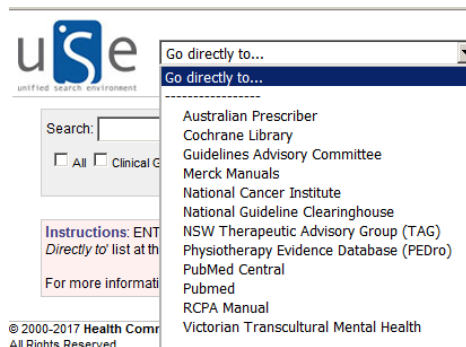 use
unified search environment
Go directly to...
Go directly to...
-----------------
Australian Prescriber
Cochrane Library
Guidelines Advisory Committee
Merck Manuals
National Cancer Institute
National Guideline Clearinghouse
NSW Therapeutic Advisory Group (TAG)
Physiotherapy Evidence Database (PEDro)
PubMed Central
Pubmed
RCPA Manual
Victorian Transcultural Mental Health
Search:
All Clinical G
Instructions: ENT
Directly to' list at th
For more informati
© 2000-2017 Health Comr
All Rights Reserved